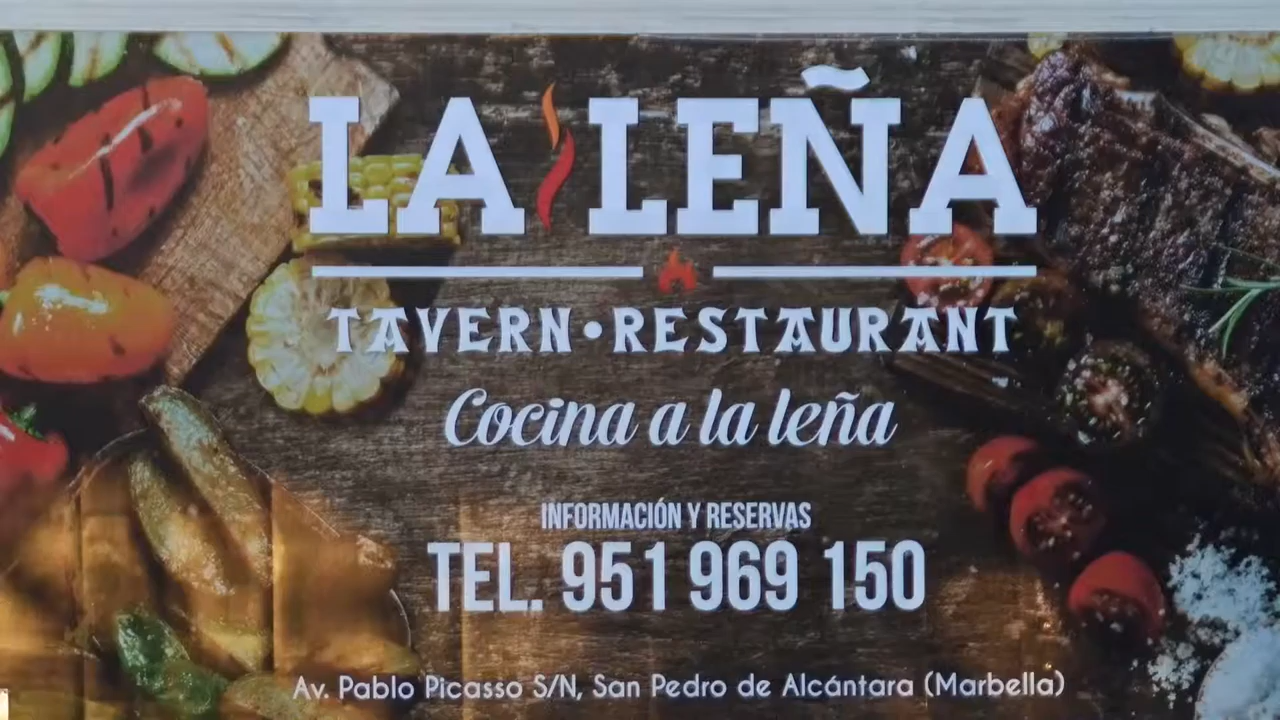 LA LEÑA
TAVERN•RESTAURANT
Cocina a la leña
INFORMACIÓN Y RESERVAS
TEL. 951 969 150
Av. Pablo Picasso S/N, San Pedro de Alcántara (Marbella)